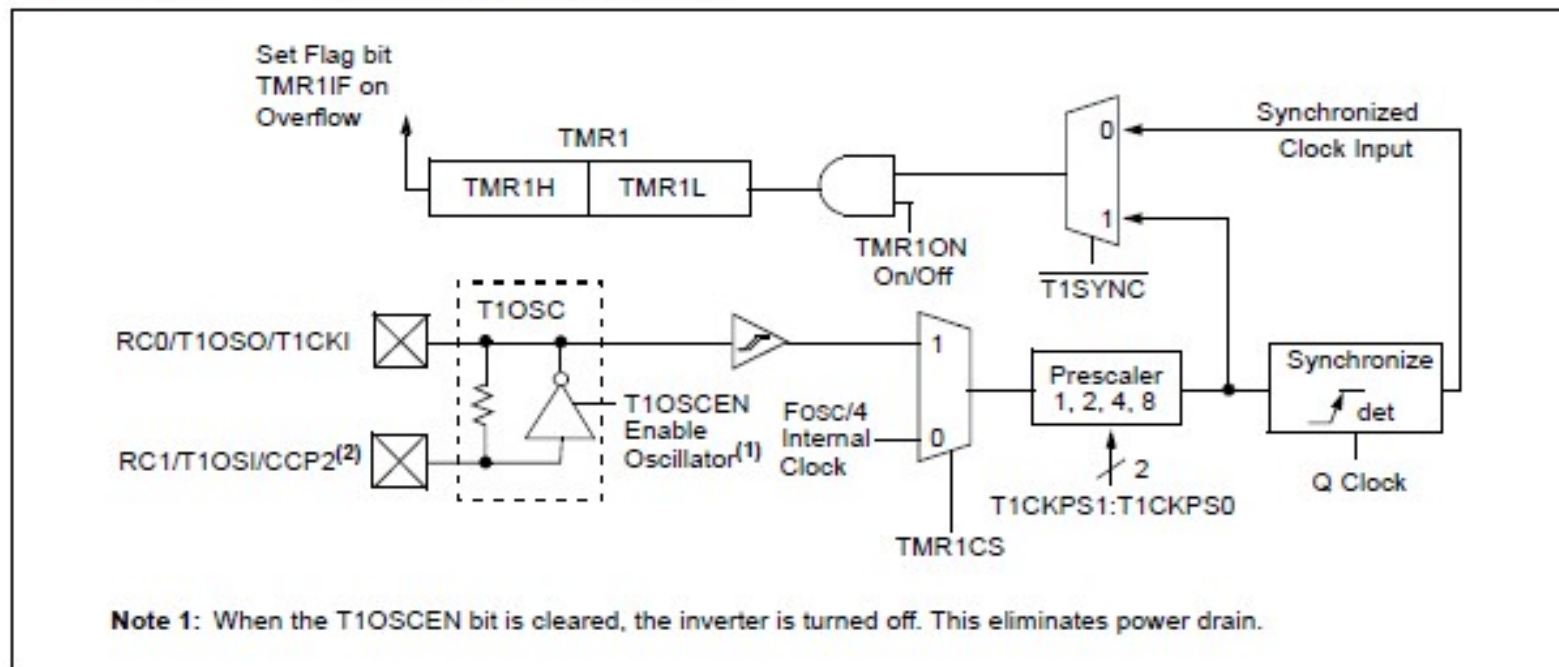 Set Flag bit
TMR1IF on
Overflow
TMR1
TMR1H
TMR1L
TMR1ON
On/Off
0
1
T1SYNC
Synchronized
Clock Input
T1OSC
RC0/T1OSO/T1CKI
RC1/T1OSI/CCP2(2)
T1OSCEN
Enable
Oscillator(1)
FOSC/4
Internal
Clock
1
0
TMR1CS
Prescaler
1, 2, 4, 8
2
T1CKPS1:T1CKPS0
Synchronize
det
Q Clock
Note 1: When the T1OSCEN bit is cleared, the inverter is turned off. This eliminates power drain.